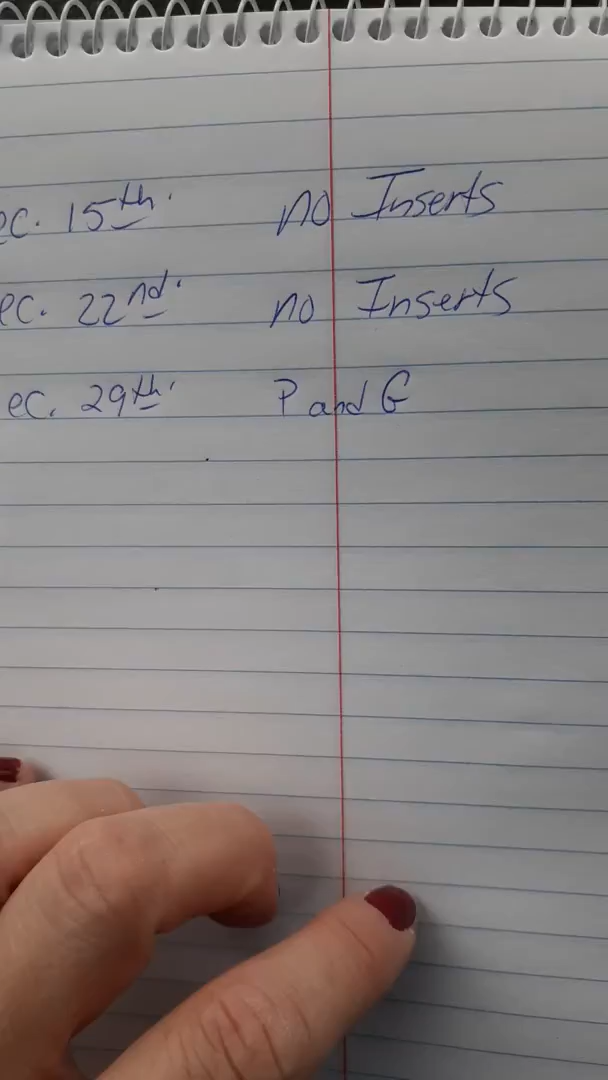 ec. 15th. no Inserts
ec. 22nd. no Inserts
ec. 29th. P and G